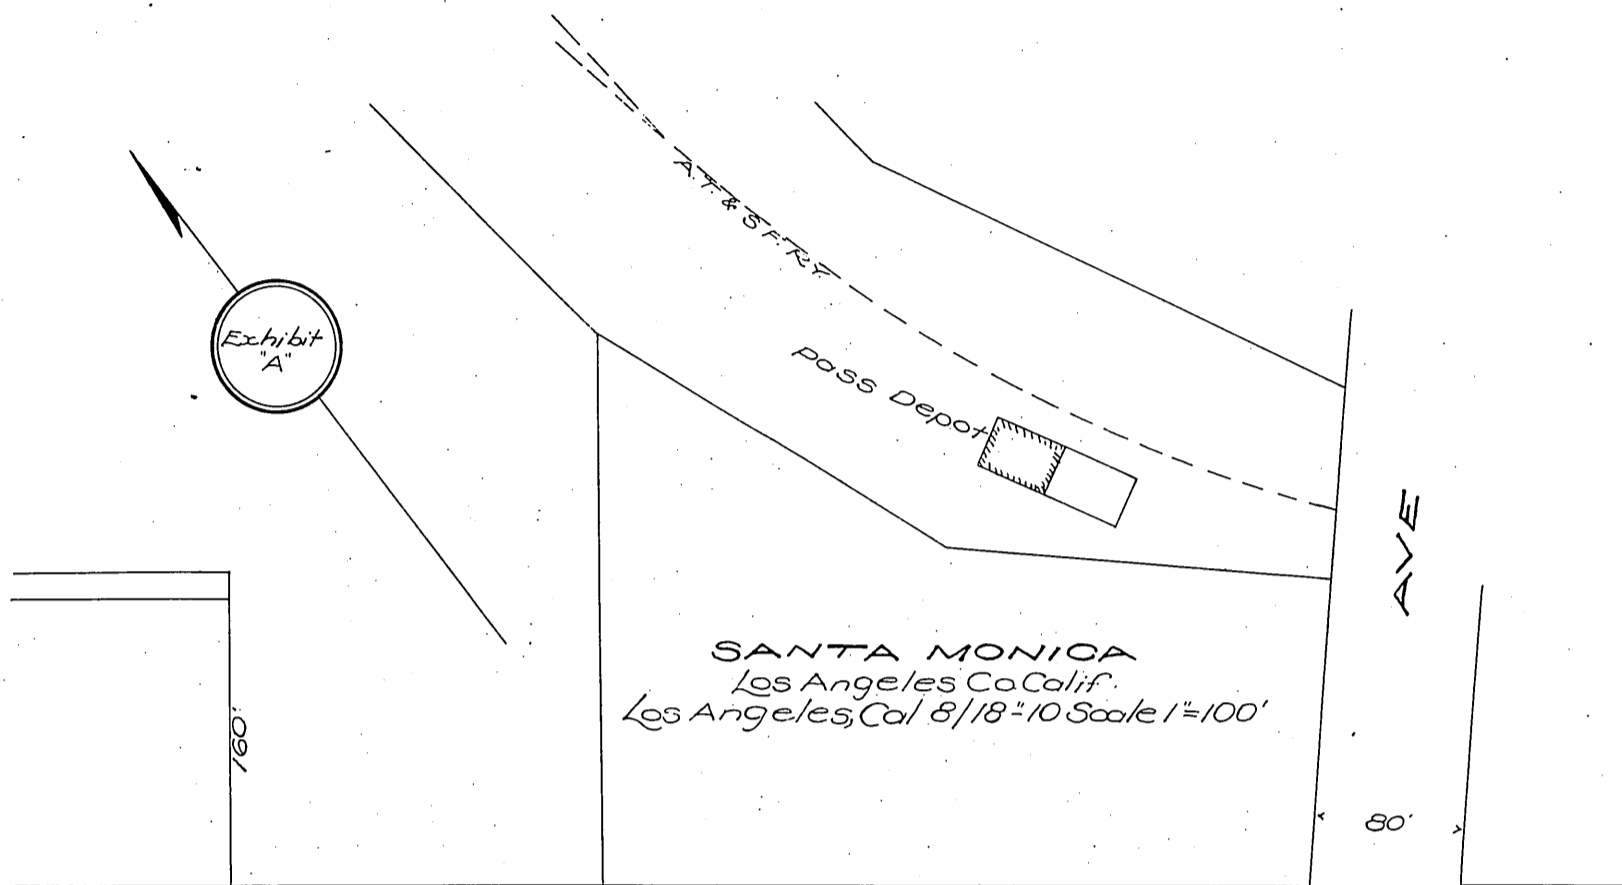 A.T. & S.F. RY.
Exhibit
"A"
Pass Depot
AVE
SANTA MONICA
Los Angeles Co. Calif.
Los Angeles, Cal 8/18-"10 Scale 1"=100'
160'
80'